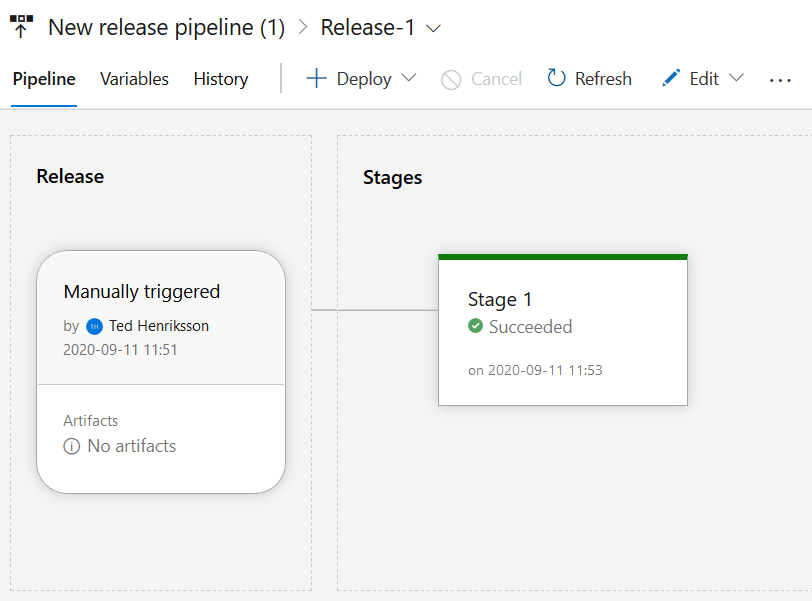 New release pipeline (1) > Release-1
Pipeline Variables History Deploy Cancel Refresh Edit ...
Release
Stages
Manually triggered
by TH Ted Henriksson
2020-09-11 11:51
Artifacts
No artifacts
Stage 1
Succeeded
on 2020-09-11 11:53